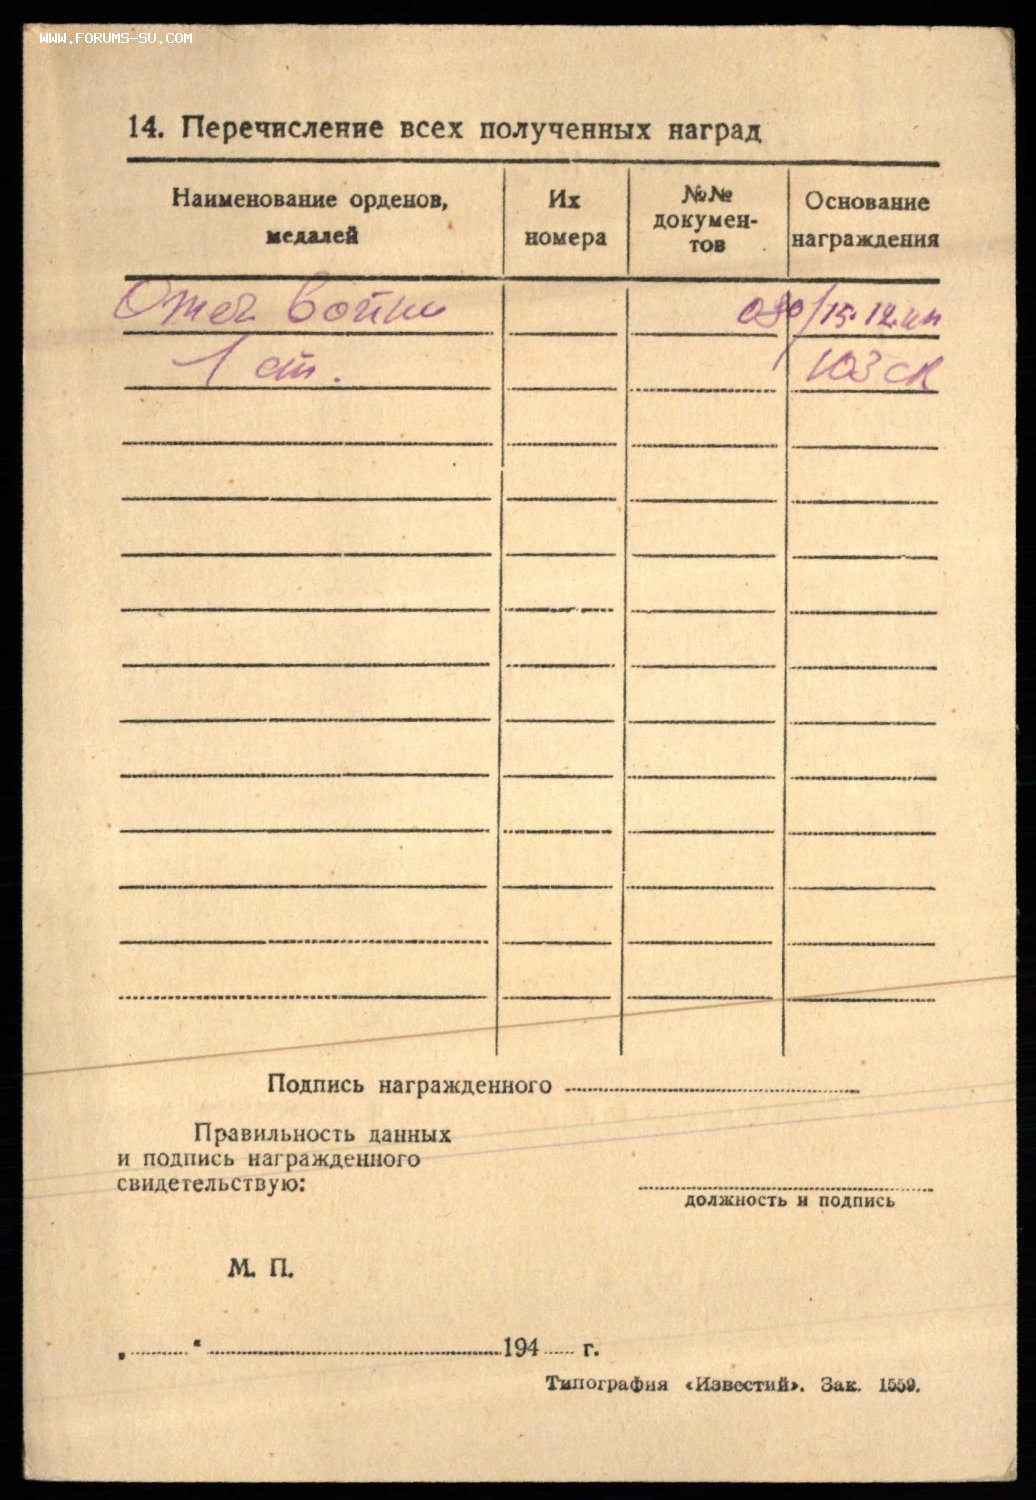 WWW.FORUMS-SU.COM
14. Перечисление всех полученных наград
Наименование орденов, медалей
Их номера
№№ докумен-тов
Основание награждения
Отеч войны
1 ст.
/15.12.44
103 ск
Подпись награжденного
Правильность данных
и подпись награжденного
свидетельствую:
должность и подпись
М. П.
„ “ 194 г.
Типография «Известий». Зак. 1559.